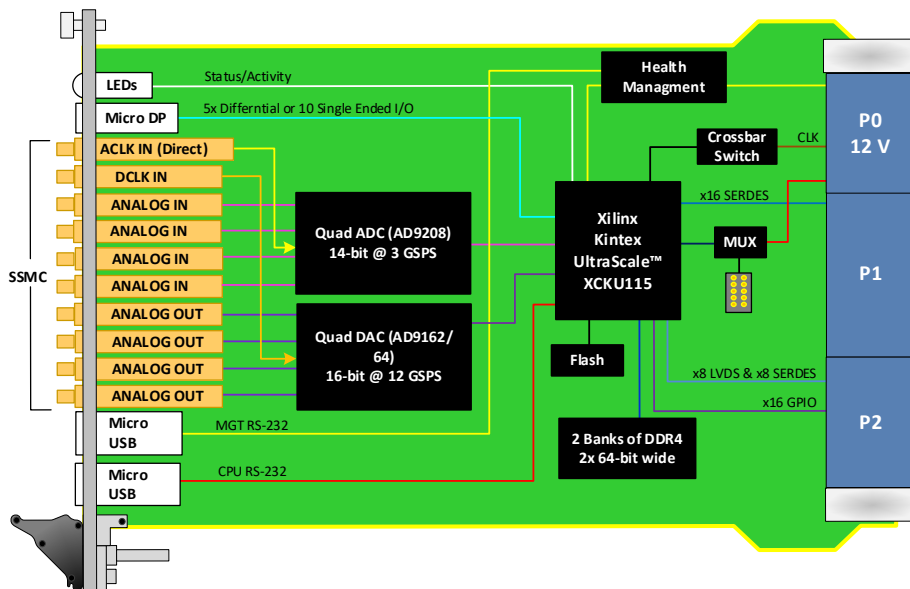 LEDs
Status/Activity
Micro DP
5x Differntial or 10 Single Ended I/O
SSMC
ACLK IN (Direct)
DCLK IN
ANALOG IN
ANALOG IN
ANALOG IN
ANALOG IN
ANALOG OUT
ANALOG OUT
ANALOG OUT
ANALOG OUT
Micro
USB
MGT RS-232
Micro
USB
CPU RS-232
Quad ADC (AD9208)
14-bit @ 3 GSPS
Quad DAC (AD9162/
64)
16-bit @ 12 GSPS
Health
Managment
Crossbar
Switch
CLK
Xilinx
Kintex
UltraScale™
XCKU115
x16 SERDES
MUX
Flash
x8 LVDS & x8 SERDES
x16 GPIO
2 Banks of DDR4
2x 64-bit wide
P0
12 V
P1
P2